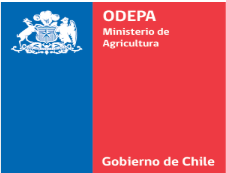 ODEPA
Ministerio de
Agricultura
Gobierno de Chile